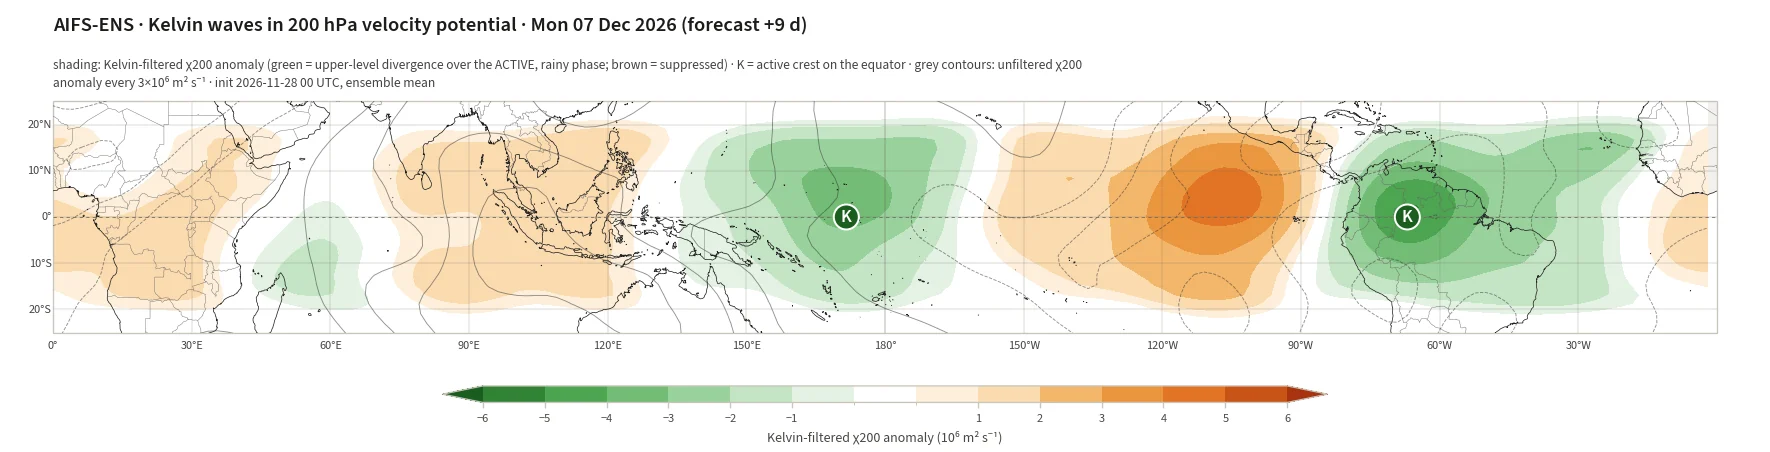 AIFS-ENS · Kelvin waves in 200 hPa velocity potential · Mon 07 Dec 2026 (forecast +9 d)
shading: Kelvin-filtered χ200 anomaly (green = upper-level divergence over the ACTIVE, rainy phase; brown = suppressed) · K = active crest on the equator · grey contours: unfiltered χ200
anomaly every 3×10⁶ m² s⁻¹ · init 2026-11-28 00 UTC, ensemble mean
20°N
10°N
0°
10°S
20°S
K
K
0° 30°E 60°E 90°E 120°E 150°E 180° 150°W 120°W 90°W 60°W 30°W
−6 −5 −4 −3 −2 −1 1 2 3 4 5 6
Kelvin-filtered χ200 anomaly (10⁶ m² s⁻¹)